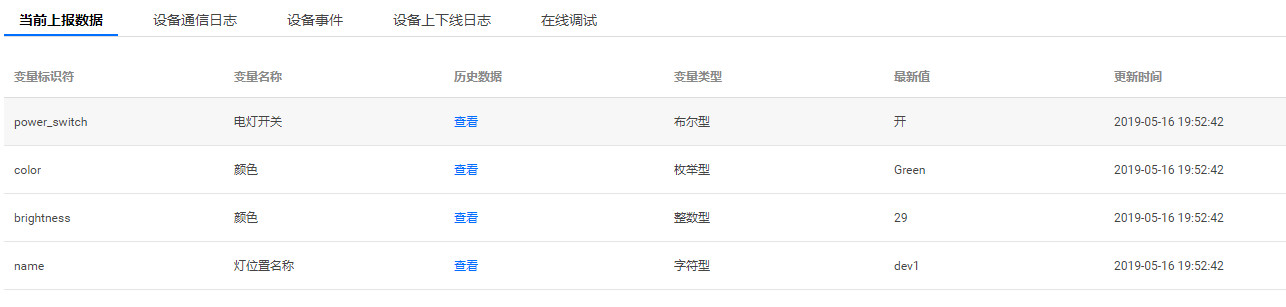 当前上报数据 设备通信日志 设备事件 设备上下线日志 在线调试
变量标识符 变量名称 历史数据 变量类型 最新值 更新时间
power_switch 电灯开关 查看 布尔型 开 2019-05-16 19:52:42
color 颜色 查看 枚举型 Green 2019-05-16 19:52:42
brightness 颜色 查看 整数型 29 2019-05-16 19:52:42
name 灯位置名称 查看 字符型 dev1 2019-05-16 19:52:42